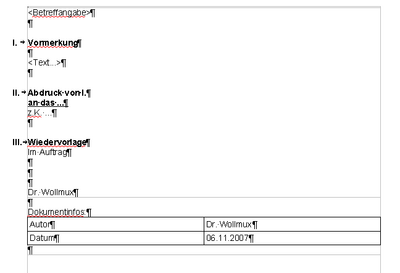 <Betreffangabe>¶
¶
I. → Vormerkung¶
¶
<Text...>¶
¶
II. → Abdruck·von·I.¶
an·das·...¶
z.K.·...¶
¶
III.→Wiedervorlage¶
Im·Auftrag¶
¶
¶
¶
Dr.·Wollmux¶
¶
Dokumentinfos:¶
Autor¶ Dr.·Wollmux¶
Datum¶ 06.11.2007¶
¶